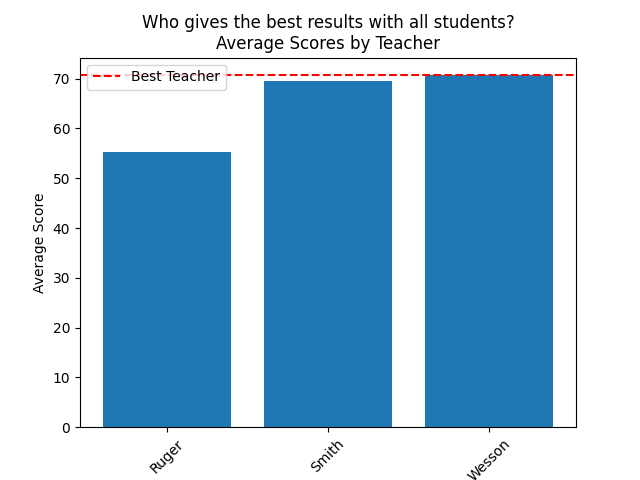 Who gives the best results with all students?
Average Scores by Teacher
Best Teacher
Average Score
70
60
50
40
30
20
10
0
Ruger
Smith
Wesson